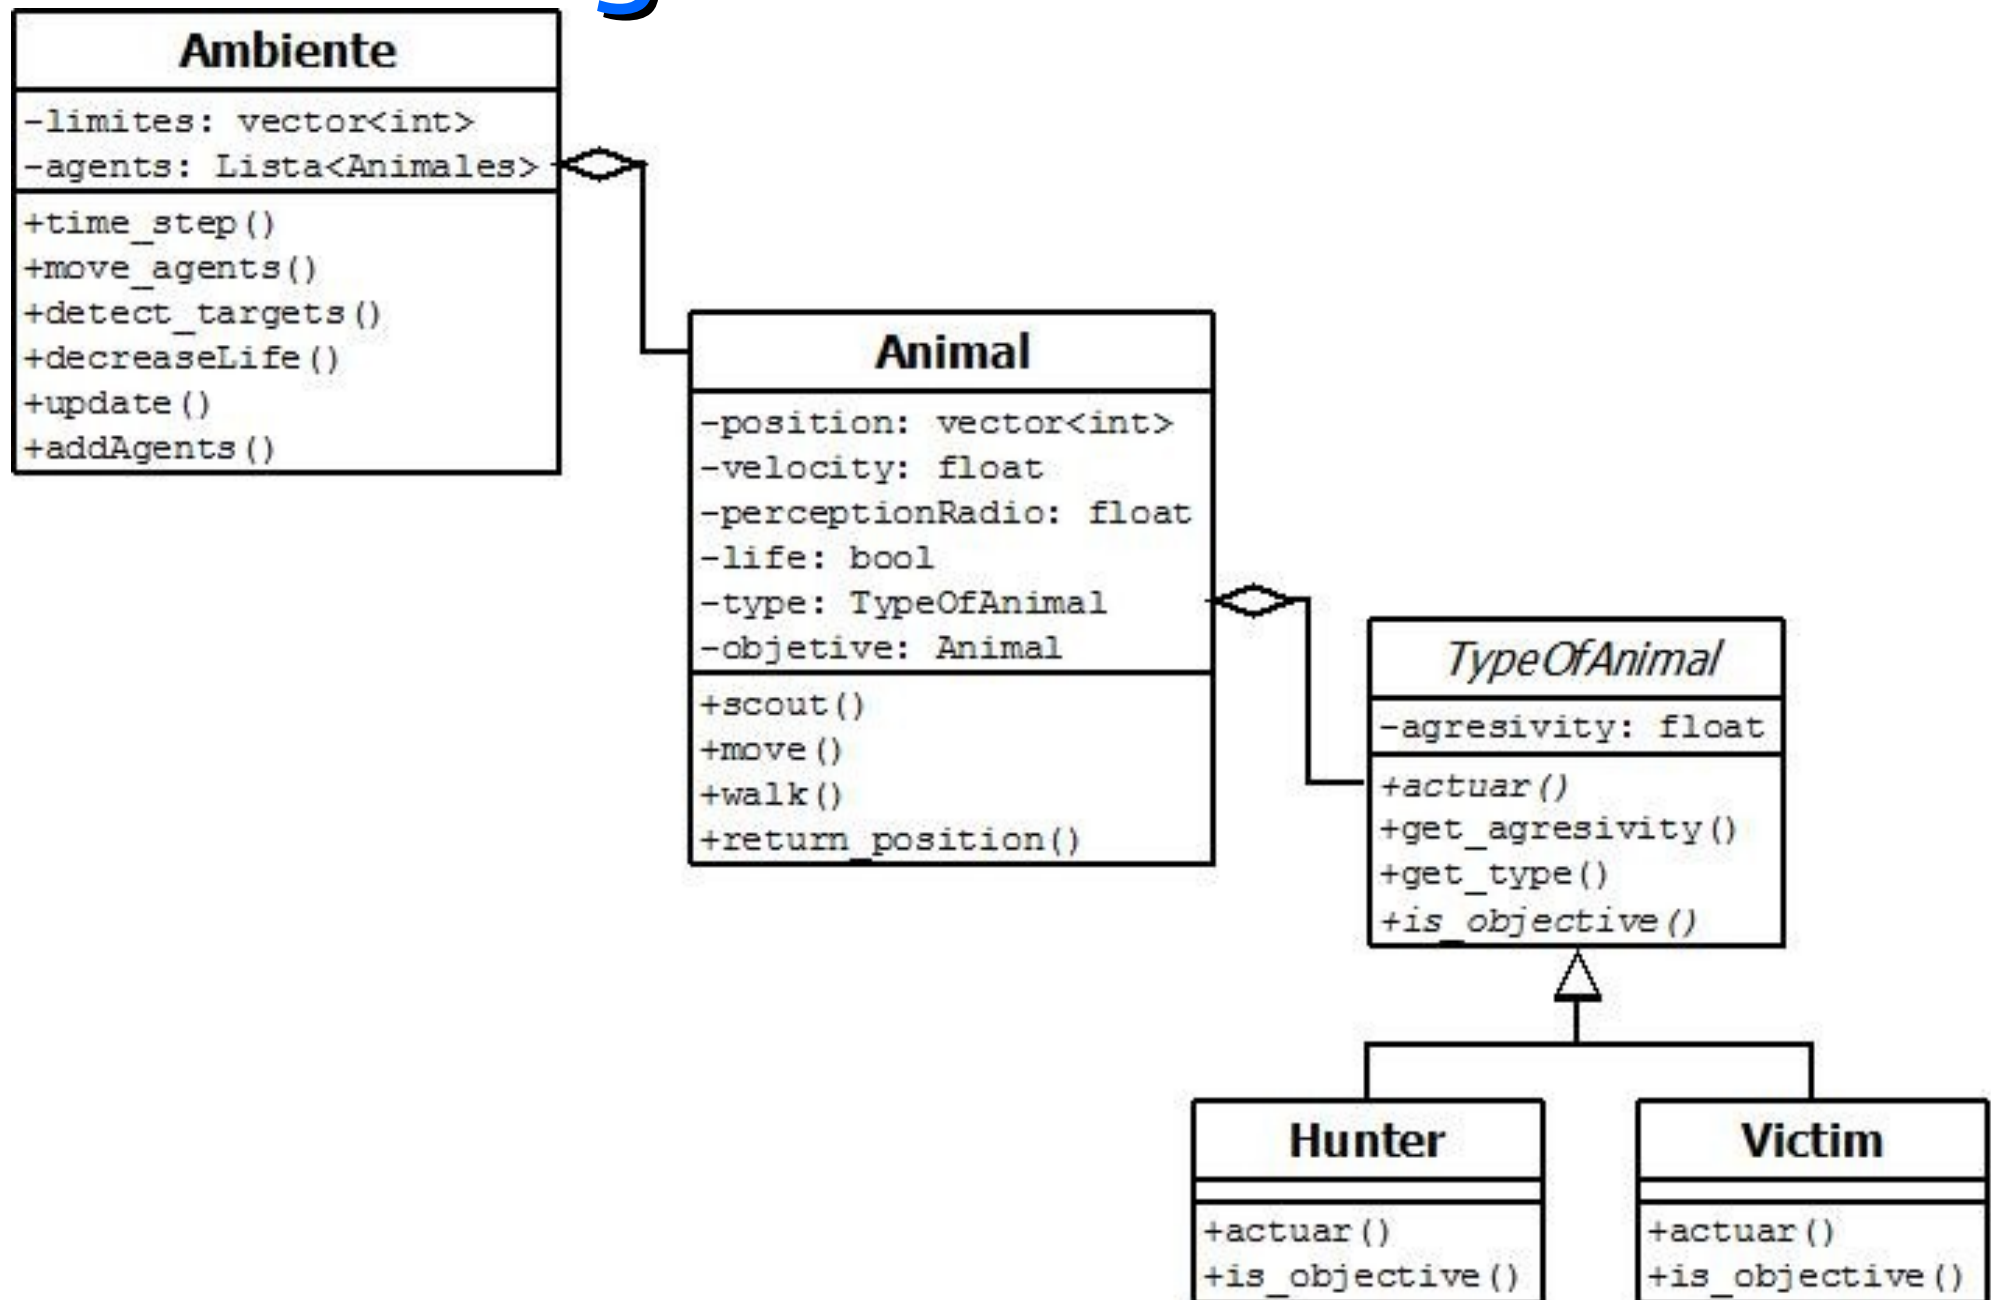 Ambiente
-limites: vector<int>
-agents: Lista<Animales>
+time_step()
+move_agents()
+detect_targets()
+decreaseLife()
+update()
+addAgents()
Animal
-position: vector<int>
-velocity: float
-perceptionRadio: float
-life: bool
-type: TypeOfAnimal
-objetive: Animal
+scout()
+move()
+walk()
+return_position()
TypeOfAnimal
-agresivity: float
+actuar()
+get_agresivity()
+get_type()
+is_objective()
Hunter
+actuar()
+is_objective()
Victim
+actuar()
+is_objective()